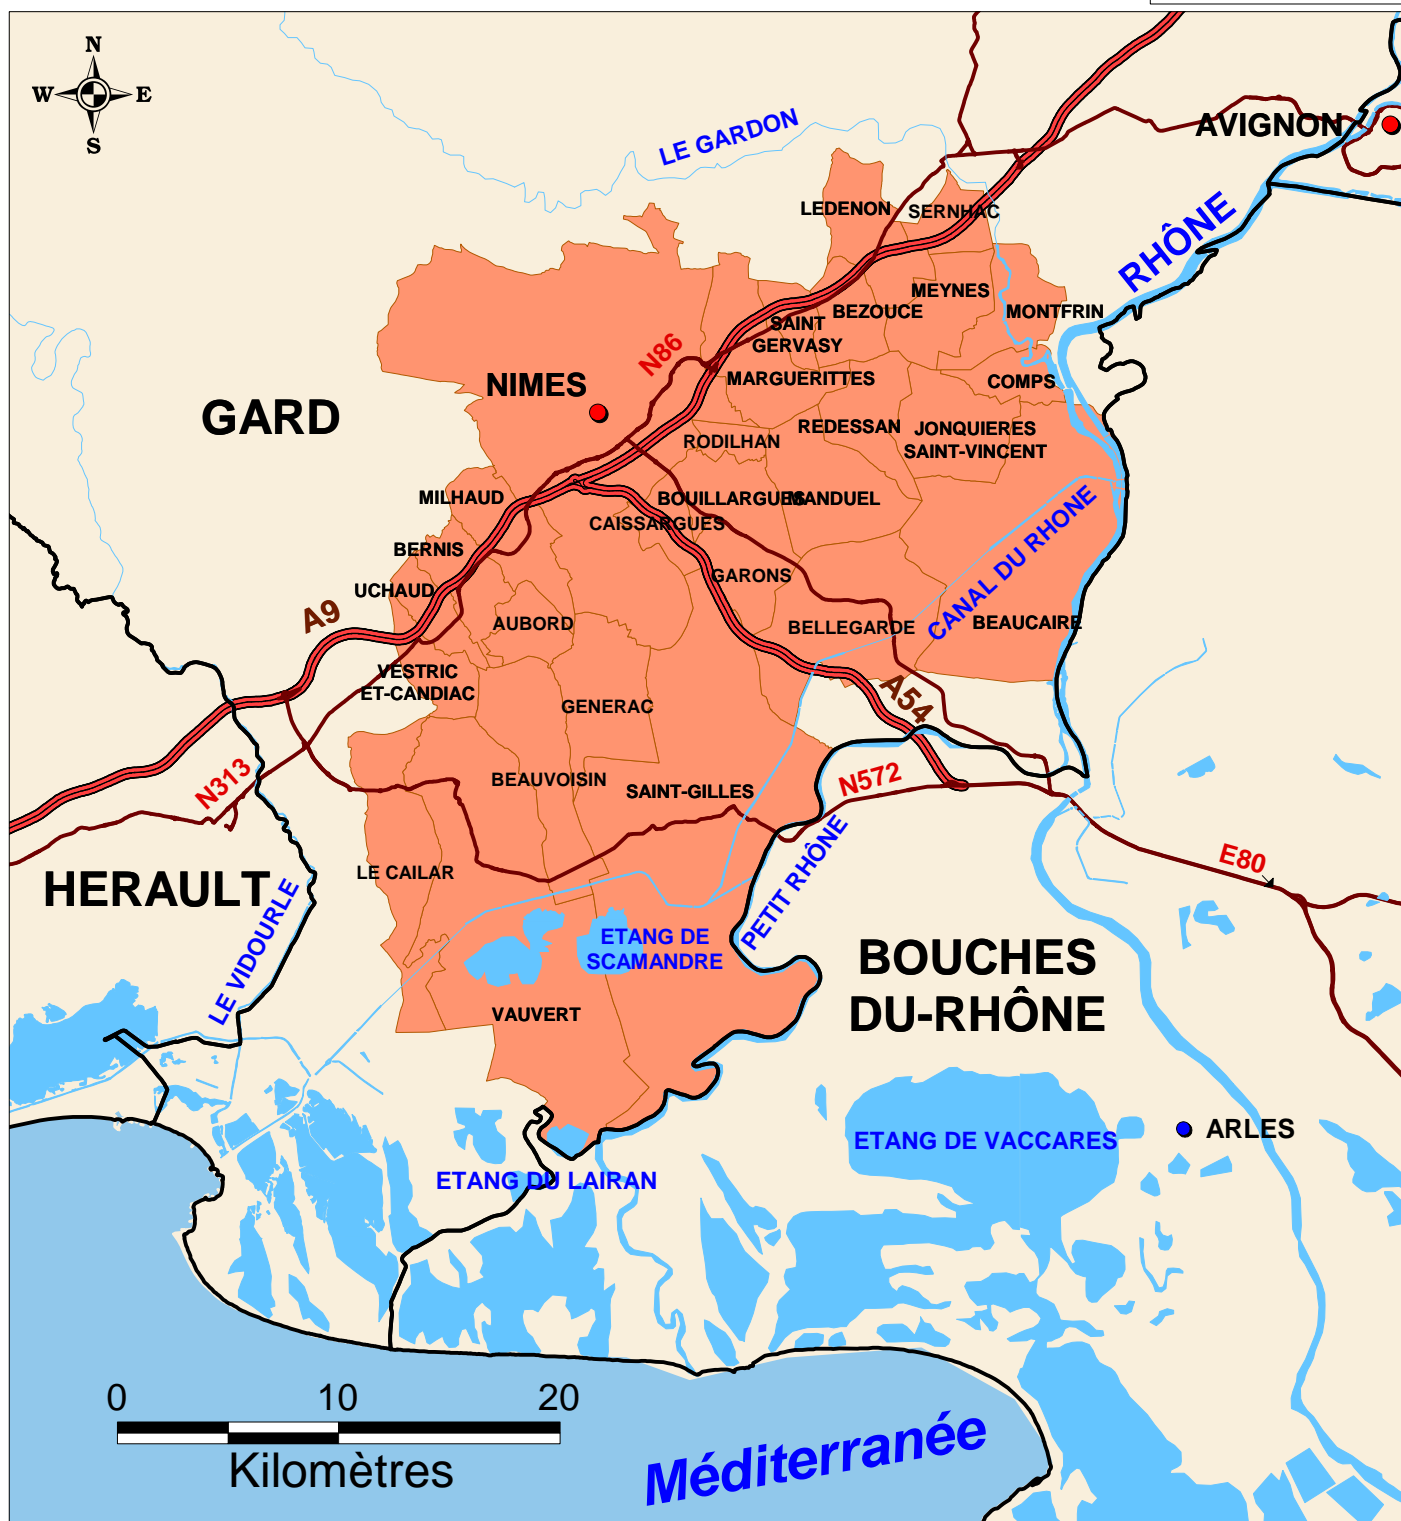 N
W E
S
LE GARDON
AVIGNON
LEDENON
SERNHAC
RHÔNE
MEYNES
BEZOUCE
MONTFRIN
SAINT
GERVASY
N86
NIMES
MARGUERITTES
COMPS
GARD
REDESSAN
JONQUIERES
SAINT-VINCENT
RODILHAN
MILHAUD
BOUILLARGUES
MANDUEL
CAISSARGUES
CANAL DU RHONE
BERNIS
GARONS
UCHAUD
A9
AUBORD
BELLEGARDE
BEAUCAIRE
VESTRIC
ET-CANDIAC
A54
GENERAC
N313
BEAUVOISIN
SAINT-GILLES
N572
PETIT RHÔNE
E80
LE CAILAR
HERAULT
LE VIDOURLE
ETANG DE
SCAMANDRE
BOUCHES
DU-RHÔNE
VAUVERT
ETANG DE VACCARES
ARLES
ETANG DU LAIRAN
0 10 20
Kilomètres
Méditerranée